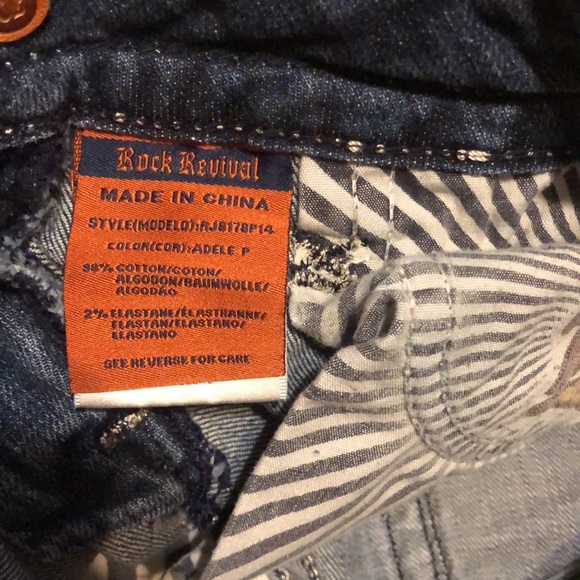 Rock Revival
MADE IN CHINA
STYLE(MODELO):RJ8178P14
COLOR(COR):ADELE P
98% COTTON/COTON/
ALGODON/BAUMWOLLE/
ALGODÃO
2% ELASTANE/ÉLASTHANNE/
ELASTAN/ELASTANO/
ELASTANO
SEE REVERSE FOR CARE